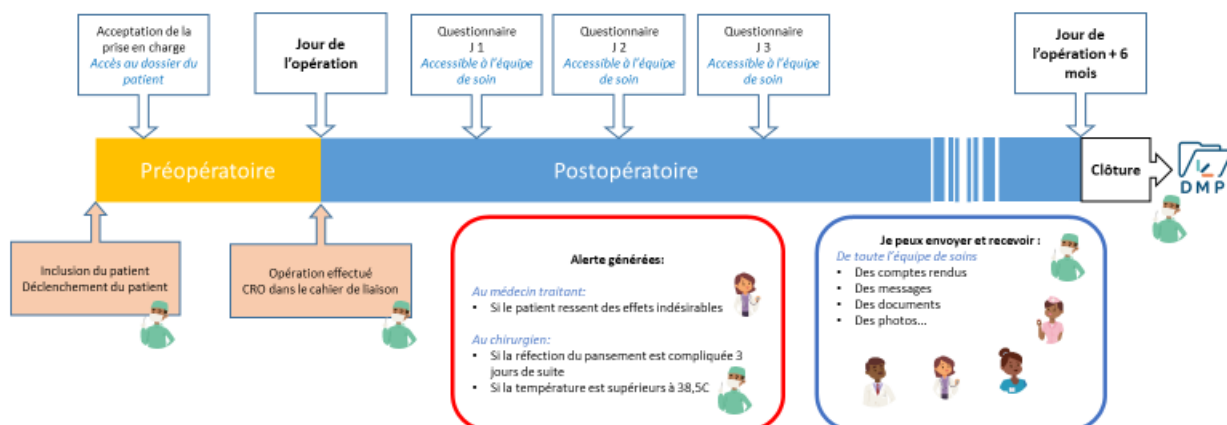 Acceptation de la
prise en charge
Accès au dossier du
patient
Jour de
l'opération
Questionnaire
J 1
Accessible à l'équipe
de soin
Questionnaire
J 2
Accessible à l'équipe
de soin
Questionnaire
J 3
Accessible à l'équipe
de soin
Jour de
l'opération + 6
mois
Préopératoire
Postopératoire
Clôture
DMP
Inclusion du patient
Déclenchement du patient
Opération effectué
CRO dans le cahier de liaison
Alerte générées:
Au médecin traitant:
• Si le patient ressent des effets indésirables
Au chirurgien:
• Si la réfection du pansement est compliquée 3
jours de suite
• Si la température est supérieurs à 38,5C
Je peux envoyer et recevoir :
De toute l'équipe de soins
• Des comptes rendus
• Des messages
• Des documents
• Des photos...